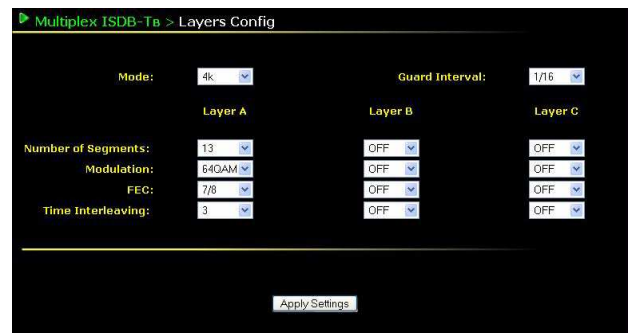 Multiplex ISDB-TB > Layers Config
Mode: 4k Guard Interval: 1/16
Layer A Layer B Layer C
Number of Segments: 13 OFF OFF
Modulation: 64QAM OFF OFF
FEC: 7/8 OFF OFF
Time Interleaving: 3 OFF OFF
Apply Settings